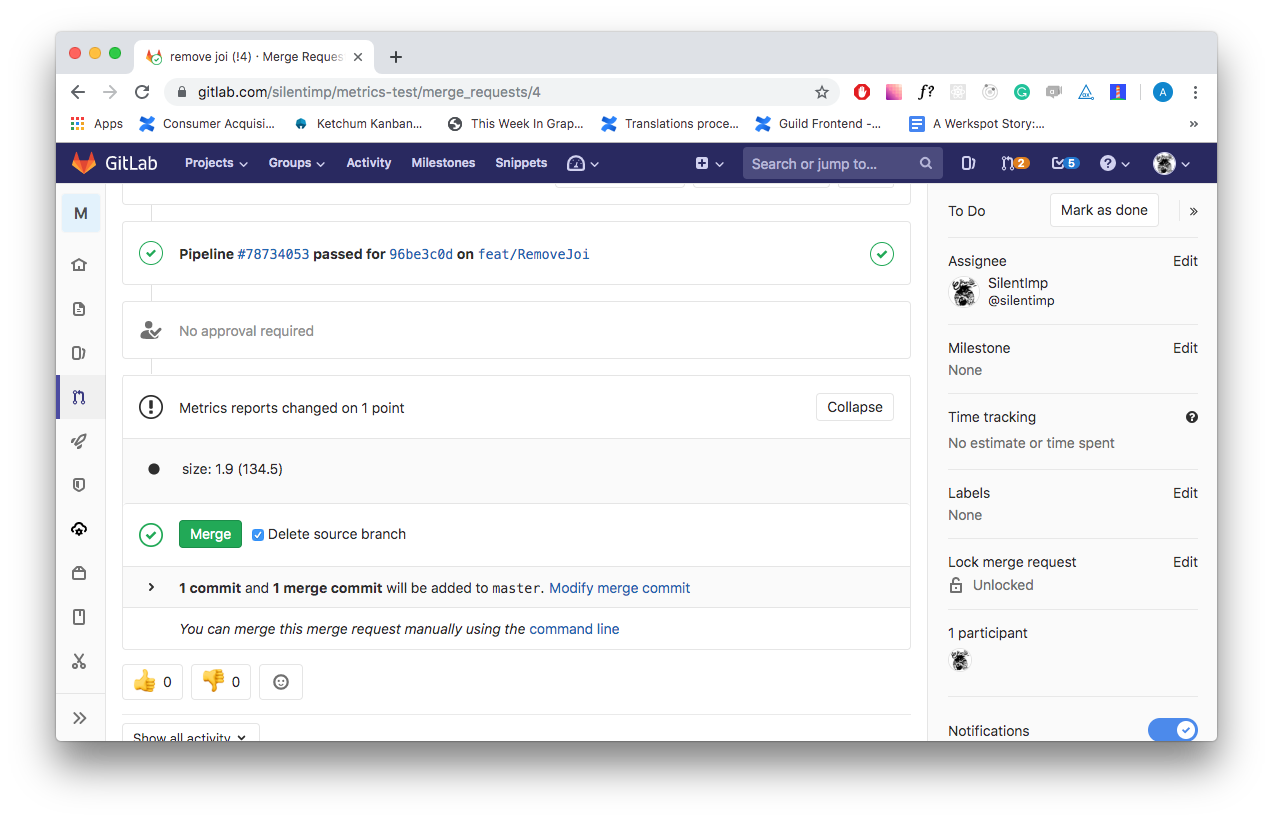 remove joi (!4) · Merge Reques
gitlab.com/silentimp/metrics-test/merge_requests/4
f?
A
Apps
Consumer Acquisi...
Ketchum Kanban...
This Week In Grap...
Translations proce...
Guild Frontend -...
A Werkspot Story:...
»
GitLab
Projects
Groups
Activity
Milestones
Snippets
Search or jump to...
2
5
M
Pipeline #78734053 passed for 96be3c0d on feat/RemoveJoi
No approval required
Metrics reports changed on 1 point
Collapse
size: 1.9 (134.5)
Merge
Delete source branch
1 commit and 1 merge commit will be added to master. Modify merge commit
You can merge this merge request manually using the command line
0
0
Show all activity
To Do
Mark as done
»
Assignee
Edit
SilentImp
@silentimp
Milestone
Edit
None
Time tracking
No estimate or time spent
Labels
Edit
None
Lock merge request
Edit
Unlocked
1 participant
Notifications